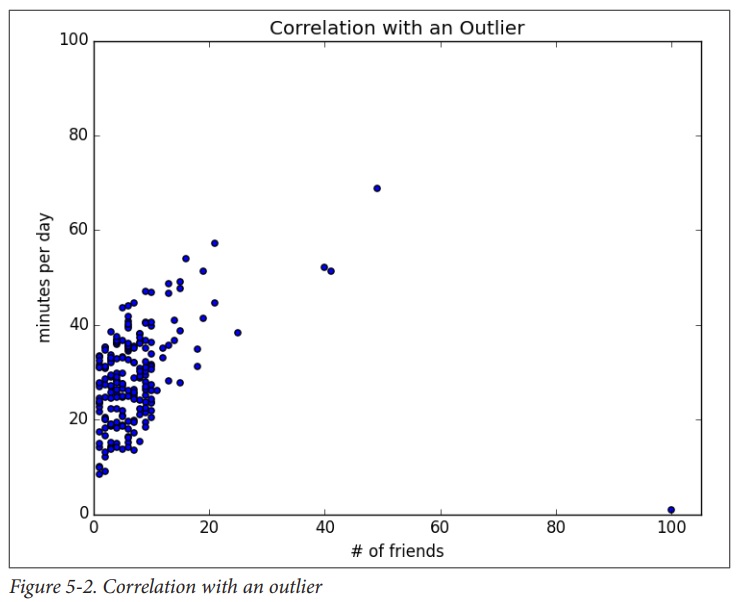 Correlation with an Outlier
100
80
60
40
20
0
minutes per day
0 20 40 60 80 100
# of friends
Figure 5-2. Correlation with an outlier